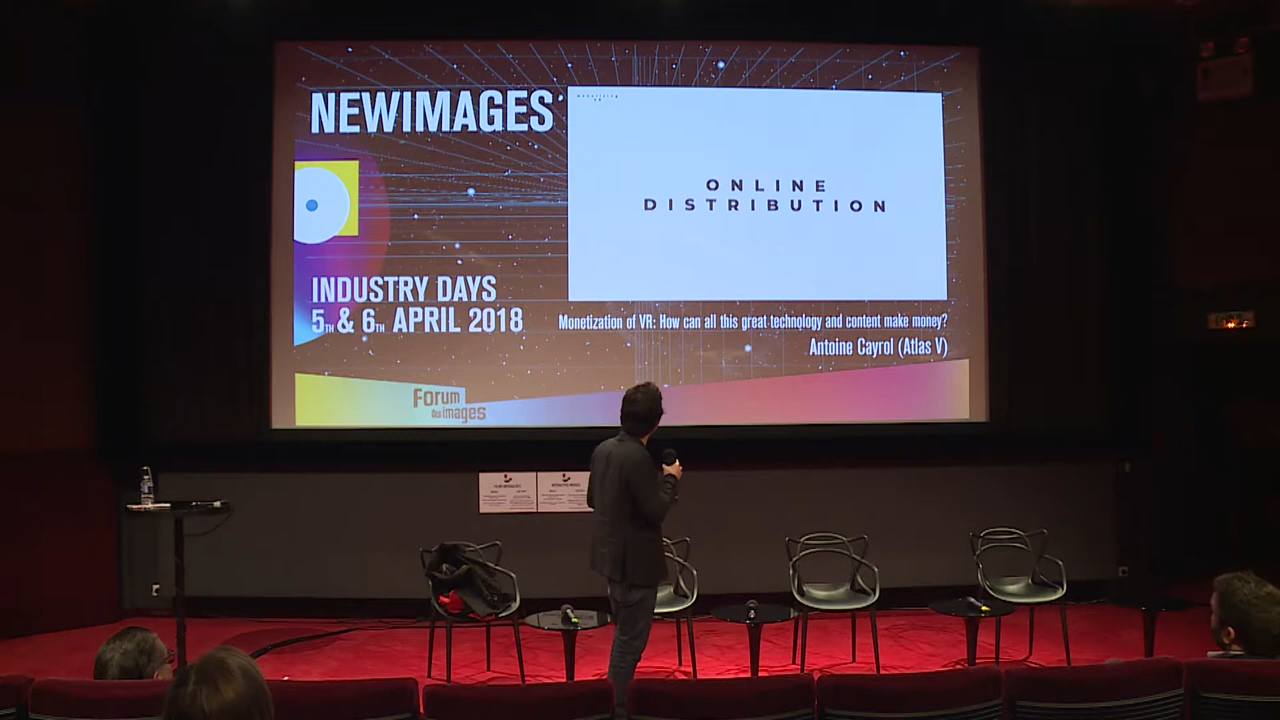 NEWIMAGES
ONLINE
DISTRIBUTION
INDUSTRY DAYS
5TH & 6TH APRIL 2018
Monetization of VR: How can all this great technology and content make money?
Antoine Cayrol (Atlas V)
Forum
des images